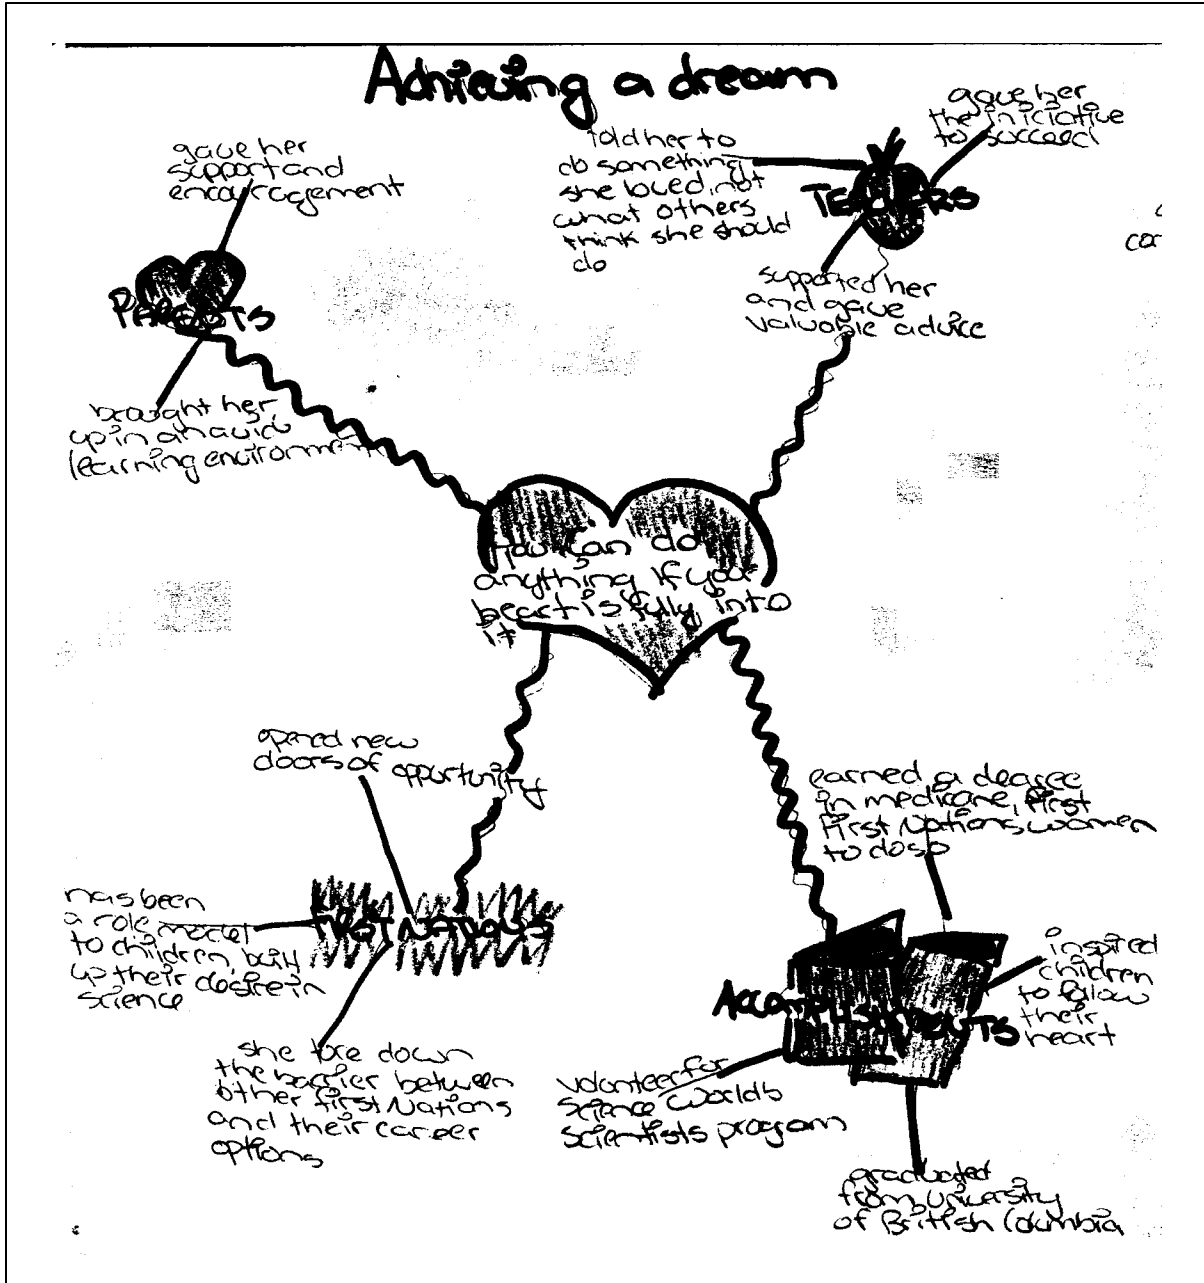 Achieving a dream
gave her
support and
encouragement
PARENTS
brought her
up in an avid
learning environment
told her to
do something
she loved, not
what others
think she should
do
gave her
the iniciative
to succeed
TEACHERS
supported her
and gave
valuable advice
You can do
anything if your
heart is fully into
it
opened new
doors of opportunity
FIRST NATIONS
has been
a role model
to children, built
up their desire in
science
she tore down
the barrier between
other first Nations
and their career
options
earned a degree
in medicane, first
First Nations women
to do so
ACCOMPLISHMENTS
inspired
children
to follow
their
heart
volunteer for
science world's
scientists program
graduated
from University
of British Columbia